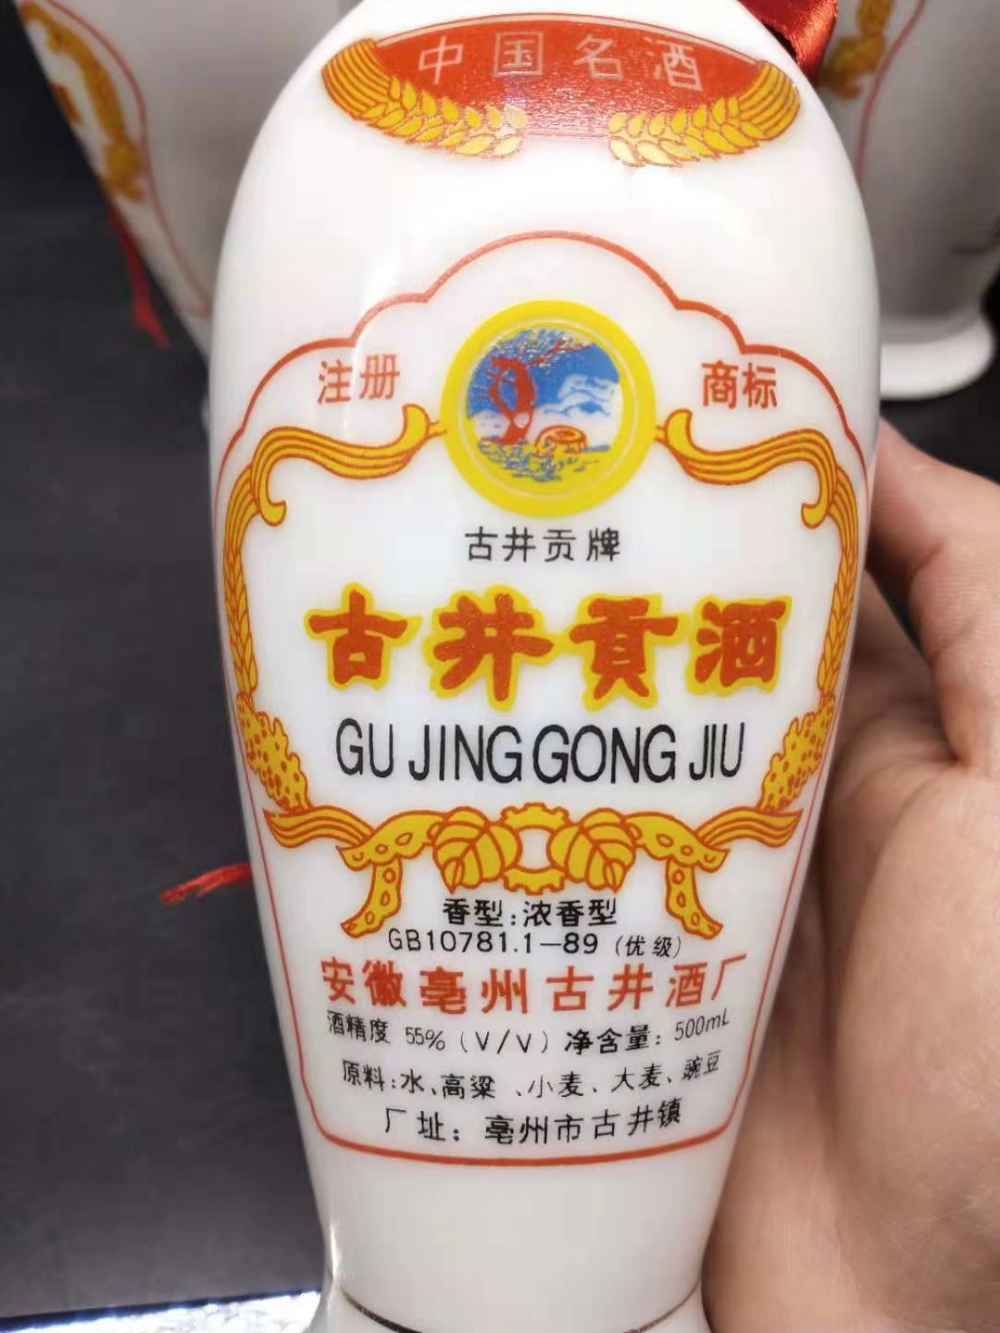 中国名酒
注册 商标
古井贡牌
古井贡酒
GU JING GONG JIU
香型:浓香型
GB10781.1-89 (优级)
安徽亳州古井酒厂
酒精度 55% (V/V) 净含量: 500mL
原料:水、高粱、小麦、大麦、豌豆
厂址: 亳州市古井镇